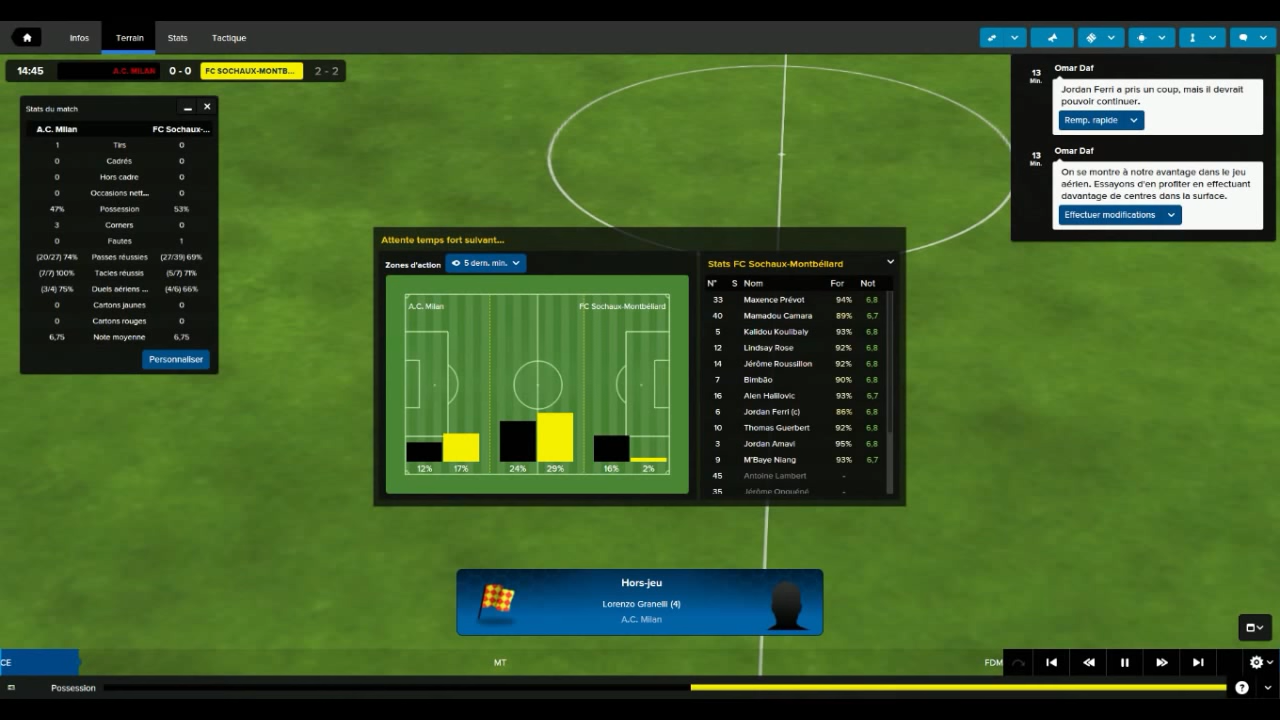 Infos Terrain Stats Tactique
14:45 A.C. MILAN 0 - 0 FC SOCHAUX-MONTB... 2 - 2
Stats du match
A.C. Milan FC Sochaux-...
1 Tirs 0
0 Cadrés 0
0 Hors cadre 0
0 Occasions nett... 0
47% Possession 53%
3 Corners 0
0 Fautes 1
(20/27) 74% Passes réussies (27/39) 69%
(7/7) 100% Tacles réussis (5/7) 71%
(3/4) 75% Duels aériens ... (4/6) 66%
0 Cartons jaunes 0
0 Cartons rouges 0
6,75 Note moyenne 6,75
Personnaliser
13 Min.
Omar Daf
Jordan Ferri a pris un coup, mais il devrait
pouvoir continuer.
Remp. rapide
13 Min.
Omar Daf
On se montre à notre avantage dans le jeu
aérien. Essayons d'en profiter en effectuant
davantage de centres dans la surface.
Effectuer modifications
Attente temps fort suivant...
Zones d'action 5 dern. min.
A.C. Milan FC Sochaux-Montbéliard
12% 17% 24% 29% 16% 2%
Stats FC Sochaux-Montbéliard
N° S Nom For Not
33 Maxence Prévot 94% 6,8
40 Mamadou Camara 89% 6,7
5 Kalidou Koulibaly 93% 6,8
12 Lindsay Rose 92% 6,8
14 Jérôme Roussillon 92% 6,8
7 Bimbão 90% 6,8
16 Alen Halilovic 93% 6,7
6 Jordan Ferri (c) 86% 6,8
10 Thomas Guerbert 92% 6,8
3 Jordan Amavi 95% 6,8
9 M'Baye Niang 93% 6,7
45 Antoine Lambert -
35 Jérôme Onguéné -
Hors-jeu
Lorenzo Granelli (4)
A.C. Milan
CE MT FDM
Possession ?